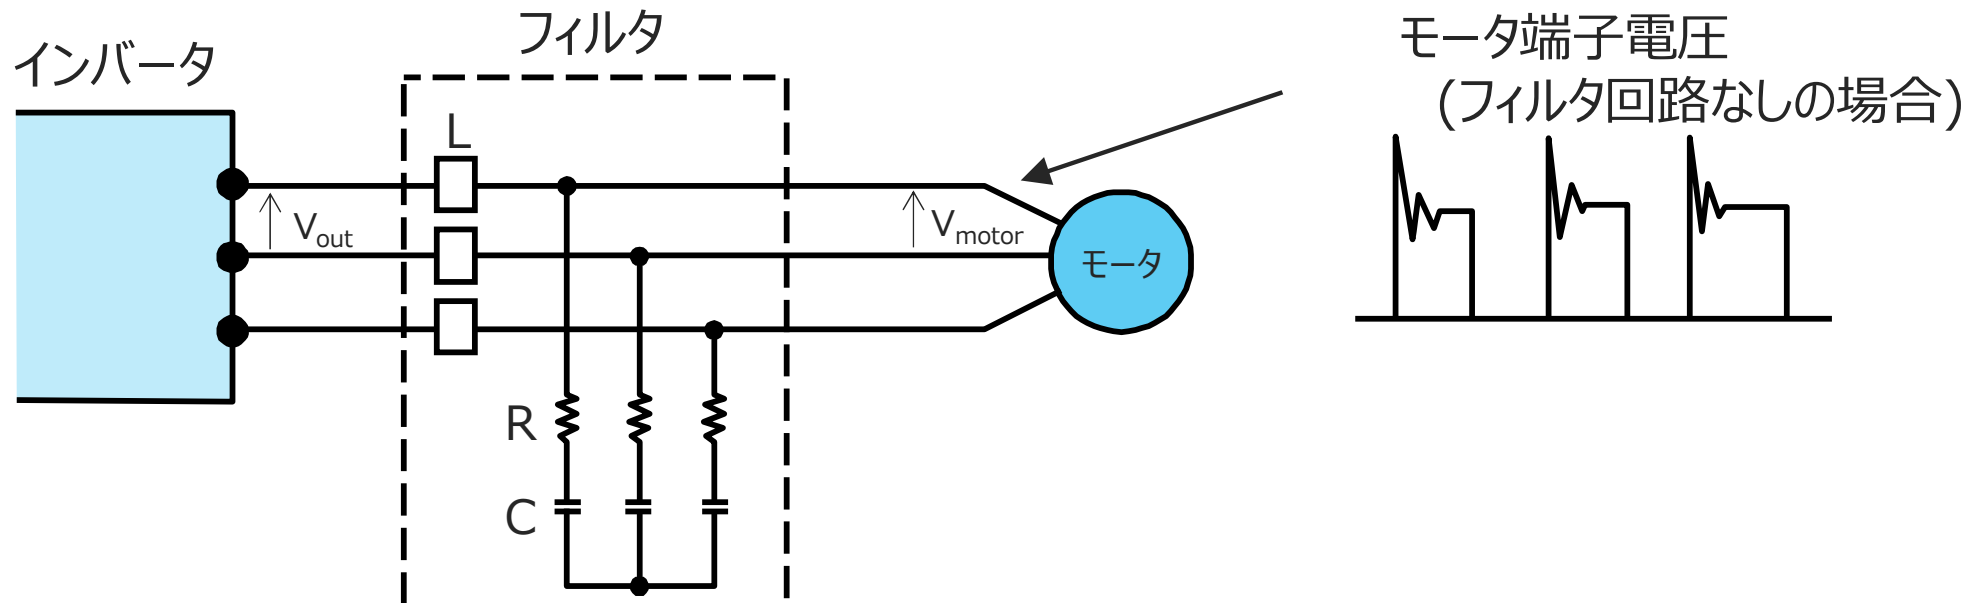 フィルタ
インバータ
モータ端子電圧
(フィルタ回路なしの場合)
L
Vout
Vmotor
モータ
R
C